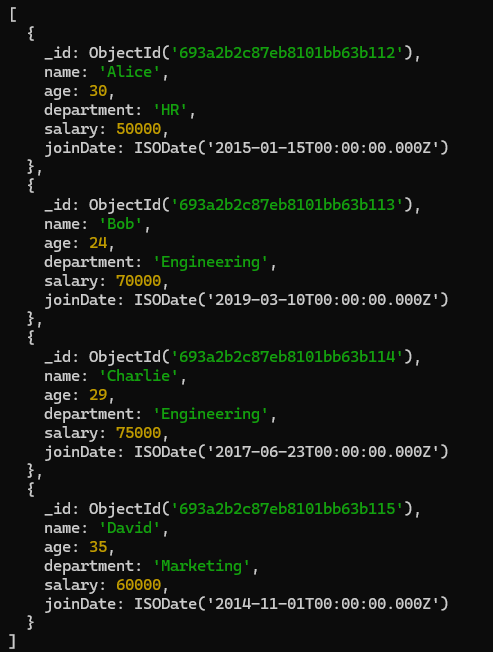 [
  {
    _id: ObjectId('693a2b2c87eb8101bb63b112'),
    name: 'Alice',
    age: 30,
    department: 'HR',
    salary: 50000,
    joinDate: ISODate('2015-01-15T00:00:00.000Z')
  },
  {
    _id: ObjectId('693a2b2c87eb8101bb63b113'),
    name: 'Bob',
    age: 24,
    department: 'Engineering',
    salary: 70000,
    joinDate: ISODate('2019-03-10T00:00:00.000Z')
  },
  {
    _id: ObjectId('693a2b2c87eb8101bb63b114'),
    name: 'Charlie',
    age: 29,
    department: 'Engineering',
    salary: 75000,
    joinDate: ISODate('2017-06-23T00:00:00.000Z')
  },
  {
    _id: ObjectId('693a2b2c87eb8101bb63b115'),
    name: 'David',
    age: 35,
    department: 'Marketing',
    salary: 60000,
    joinDate: ISODate('2014-11-01T00:00:00.000Z')
  }
]